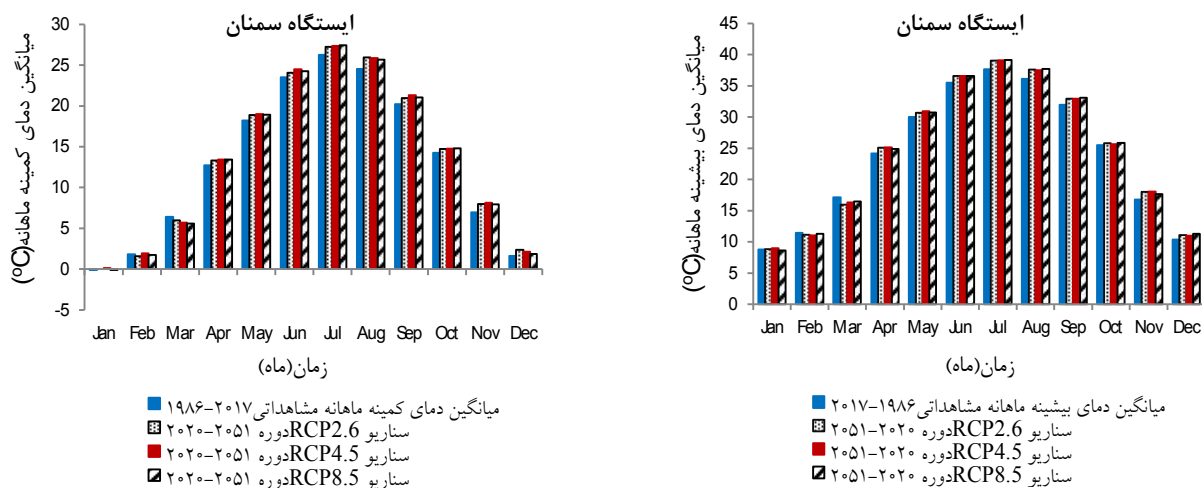 ایستگاه سمنان
میانگین دمای کمینه ماهانه(ºC)
30
25
20
15
10
5
0
-5
Jan Feb Mar Apr May Jun Jul Aug Sep Oct Nov Dec
زمان(ماه)
میانگین دمای کمینه ماهانه مشاهداتی۲۰۱۷-۱۹۸۶
سناریو RCP2.6دوره ۲۰۵۱-۲۰۲۰
سناریو RCP4.5دوره ۲۰۵۱-۲۰۲۰
سناریو RCP8.5دوره ۲۰۵۱-۲۰۲۰
ایستگاه سمنان
میانگین دمای بیشینه ماهانه(ºC)
45
40
35
30
25
20
15
10
5
0
Jan Feb Mar Apr May Jun Jul Aug Sep Oct Nov Dec
زمان(ماه)
میانگین دمای بیشینه ماهانه مشاهداتی۱۹۸۶-۲۰۱۷
سناریو RCP2.6دوره ۲۰۲۰-۲۰۵۱
سناریو RCP4.5دوره ۲۰۲۰-۲۰۵۱
سناریو RCP8.5دوره ۲۰۲۰-۲۰۵۱